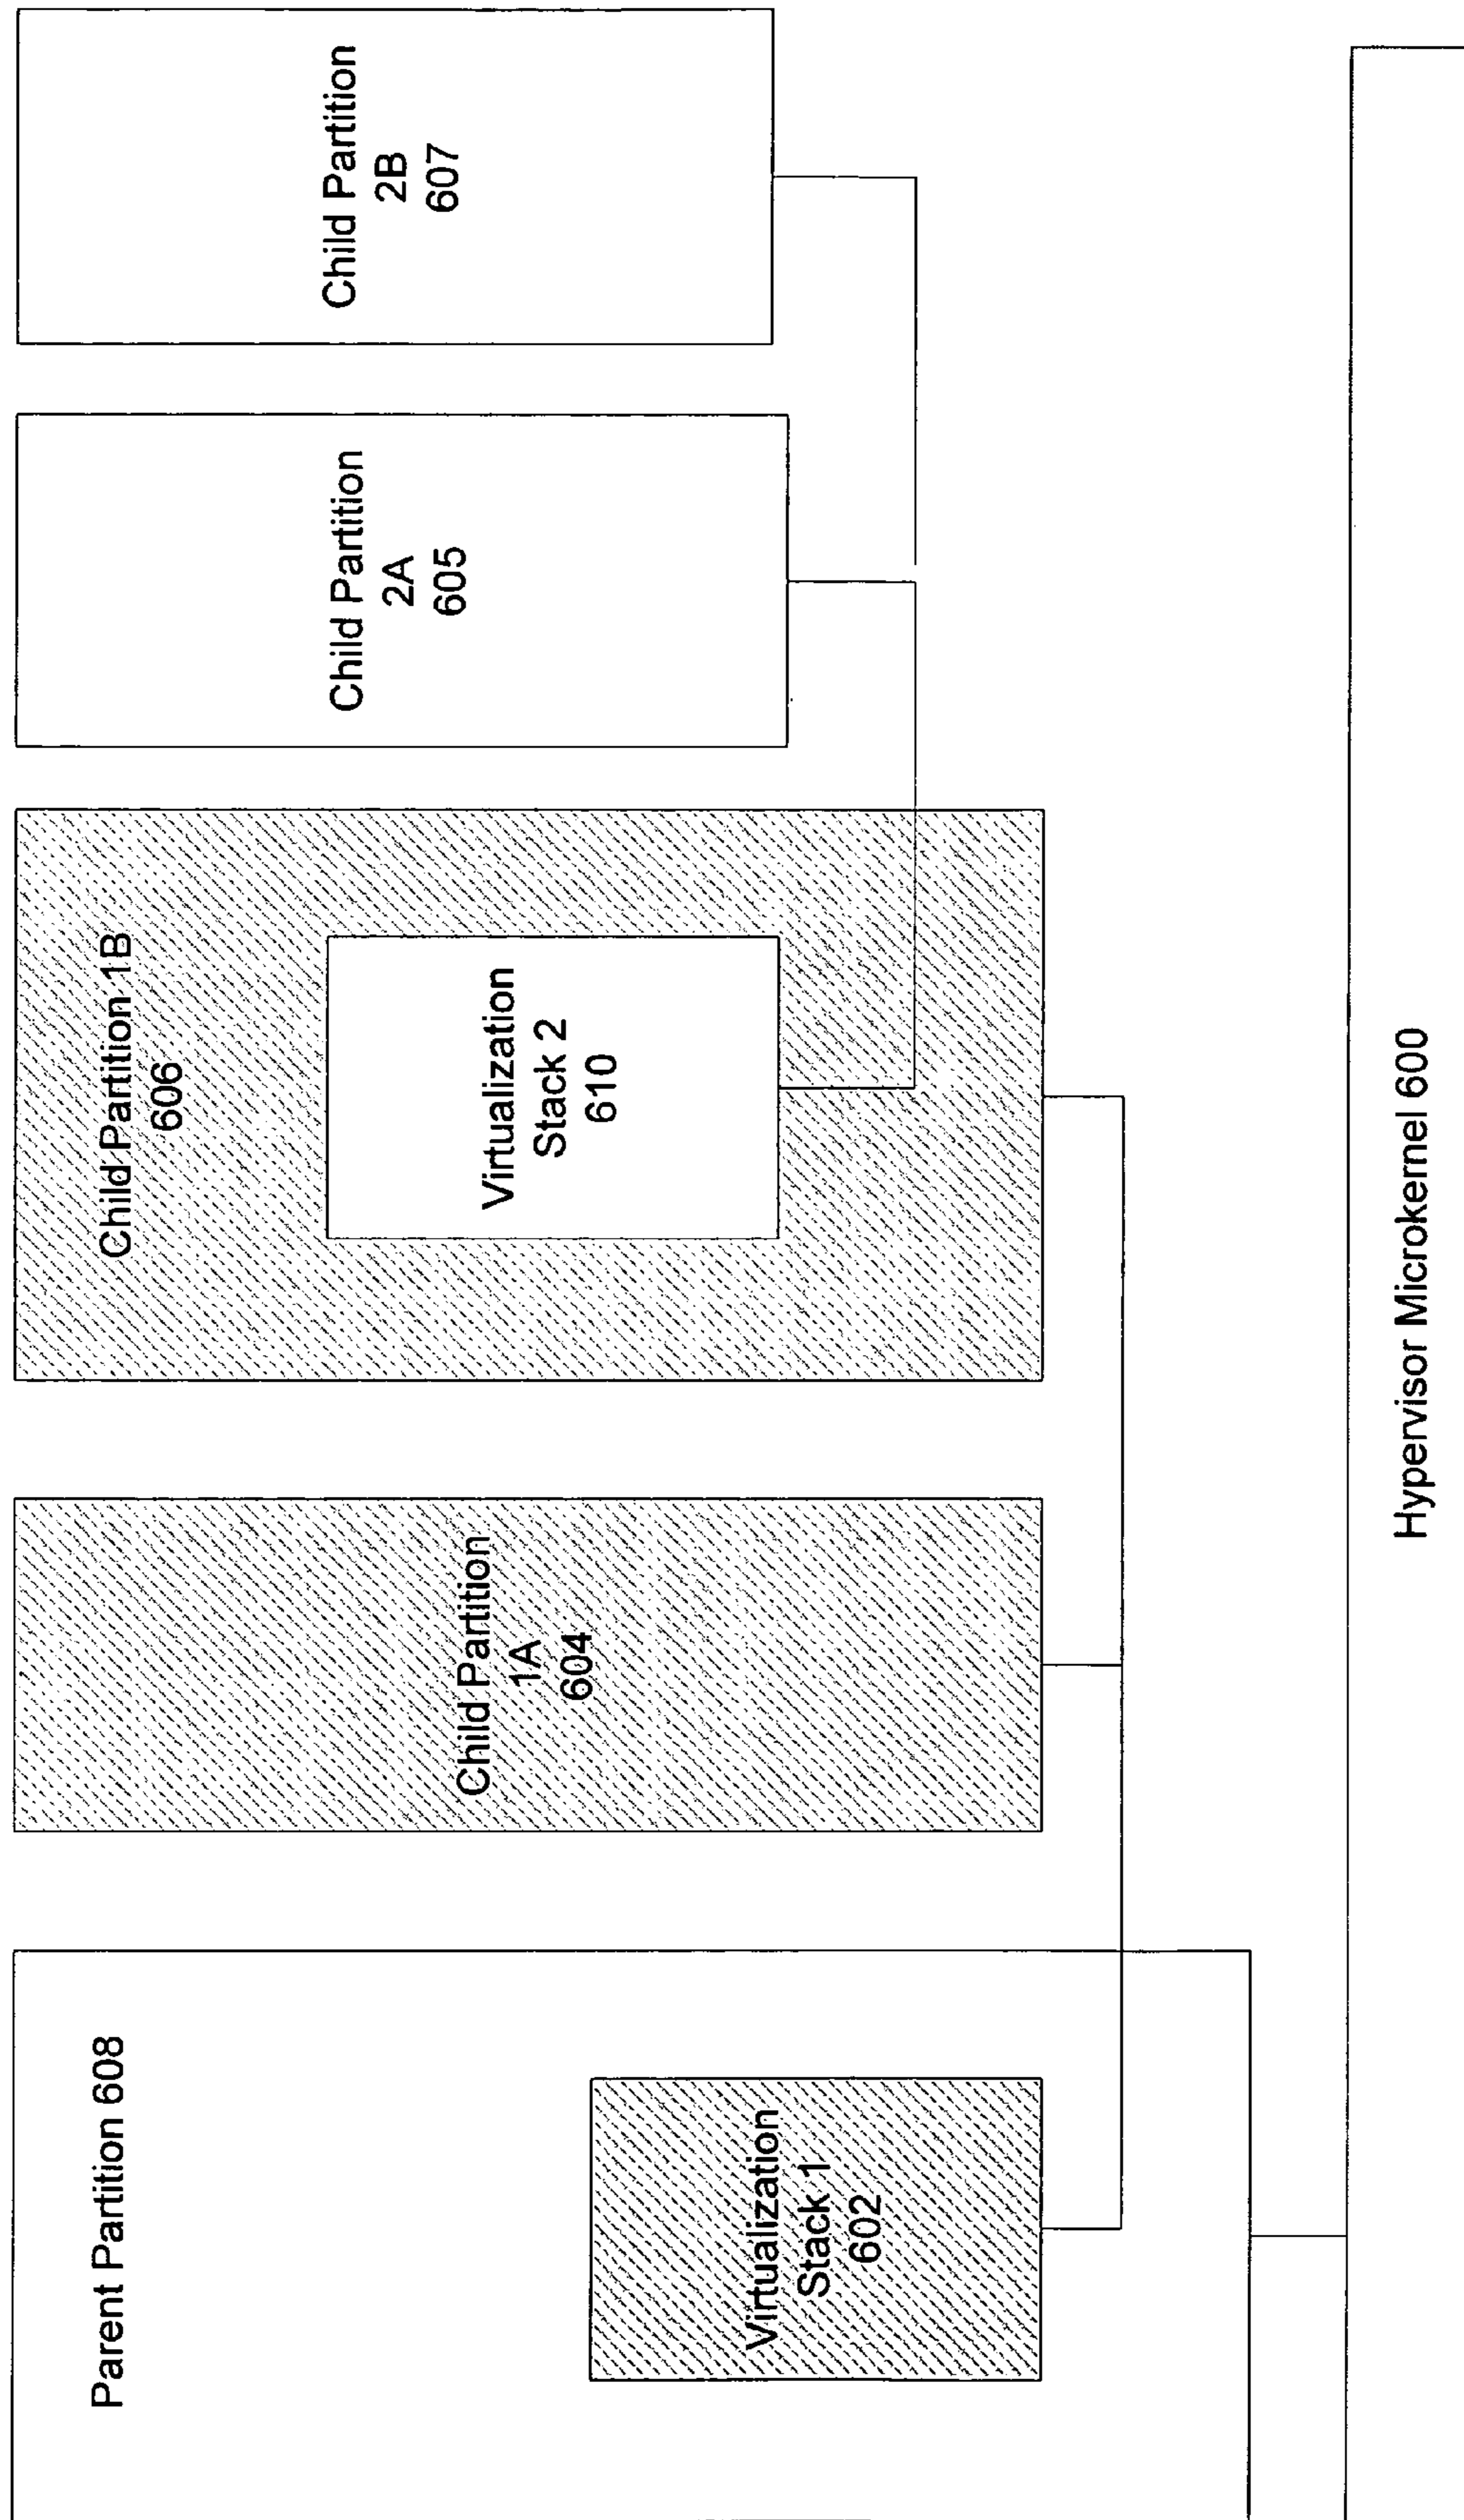 Parent Partition 608
Virtualization
Stack 1
602
Child Partition
1A
604
Child Partition 1B
606
Virtualization
Stack 2
610
Child Partition
2A
605
Child Partition
2B
607
Hypervisor Microkernel 600